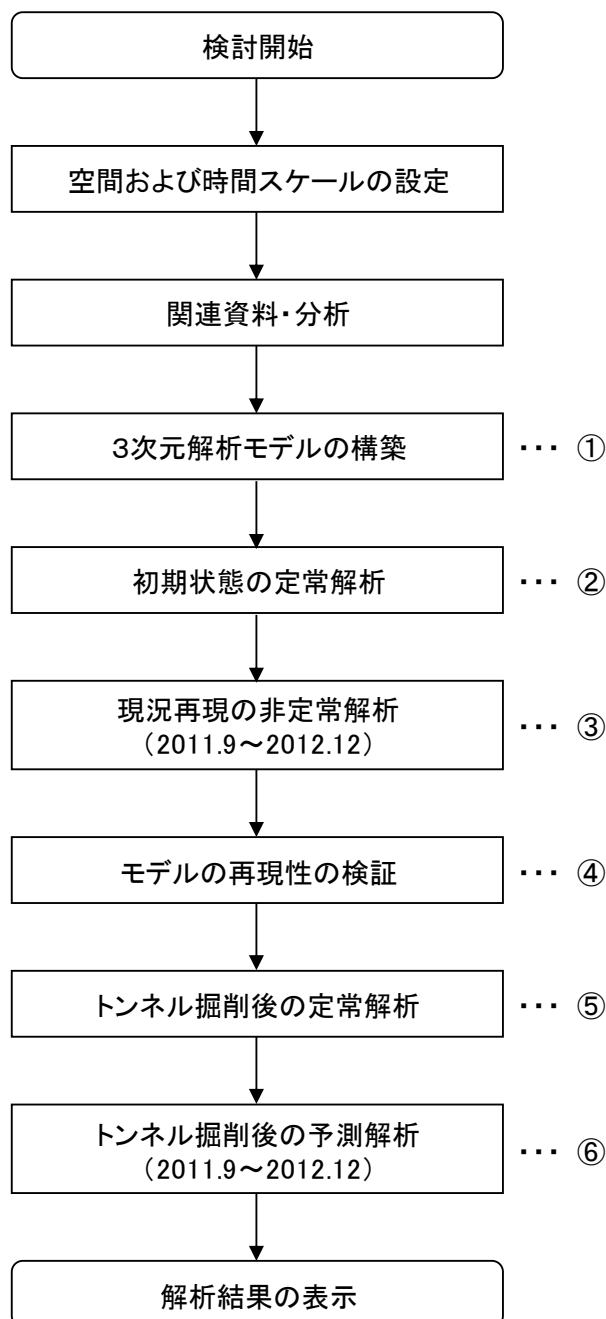 検討開始
空間および時間スケールの設定
関連資料・分析
3次元解析モデルの構築 ・・・ ①
初期状態の定常解析 ・・・ ②
現況再現の非定常解析 ・・・ ③
（2011.9～2012.12）
モデルの再現性の検証 ・・・ ④
トンネル掘削後の定常解析 ・・・ ⑤
トンネル掘削後の予測解析 ・・・ ⑥
（2011.9～2012.12）
解析結果の表示